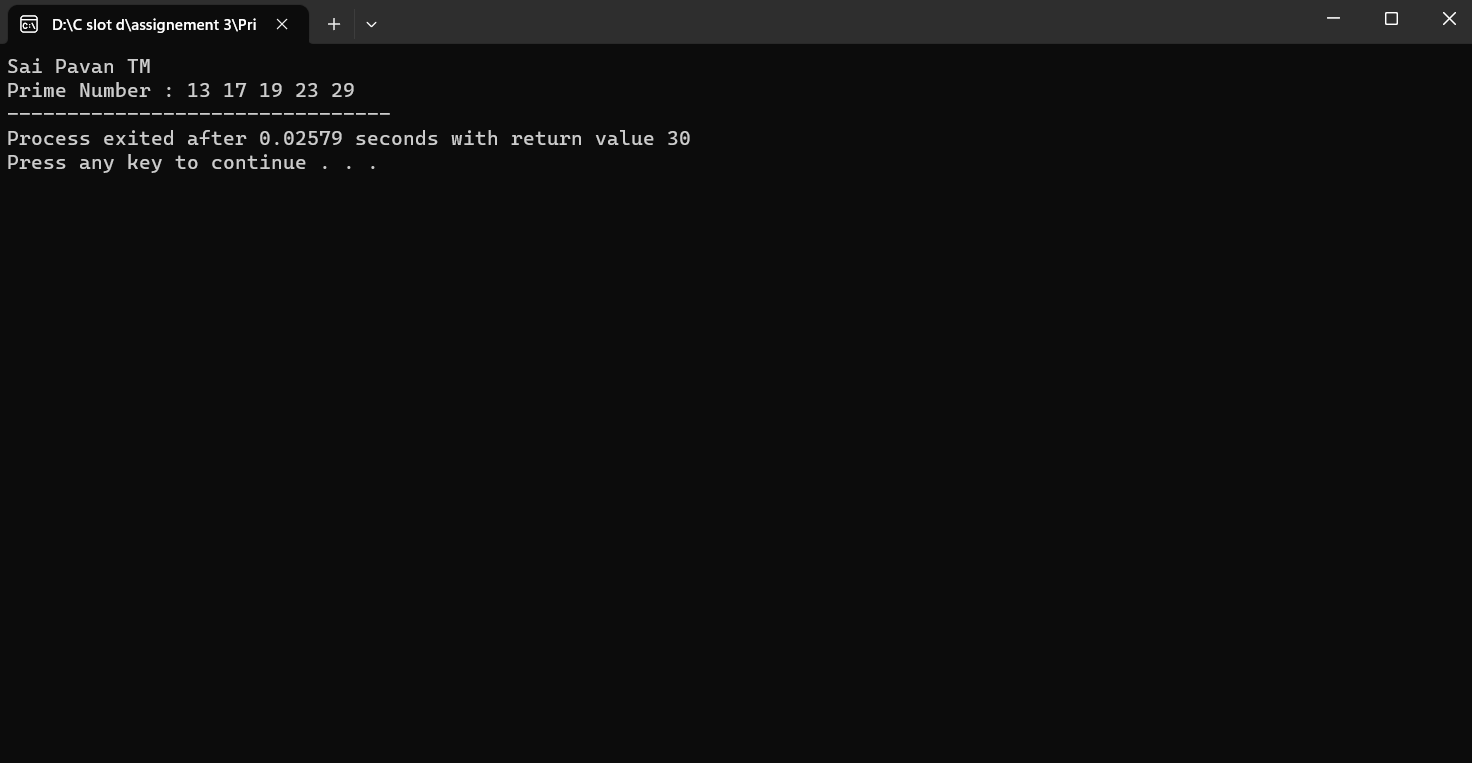 D:\C slot d\assignement 3\Pri
Sai Pavan TM
Prime Number : 13 17 19 23 29
--------------------------------
Process exited after 0.02579 seconds with return value 30
Press any key to continue . . .